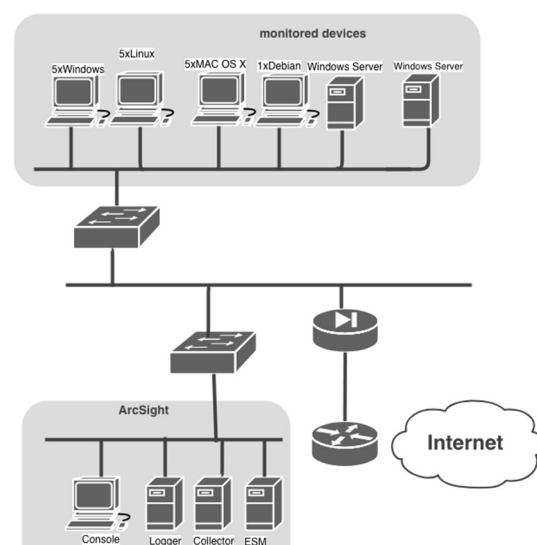 monitored devices
5xLinux
5xWindows
5xMAC OS X
1xDebian
Windows Server
Windows Server
ArcSight
Internet
Console
Logger
Collector
ESM